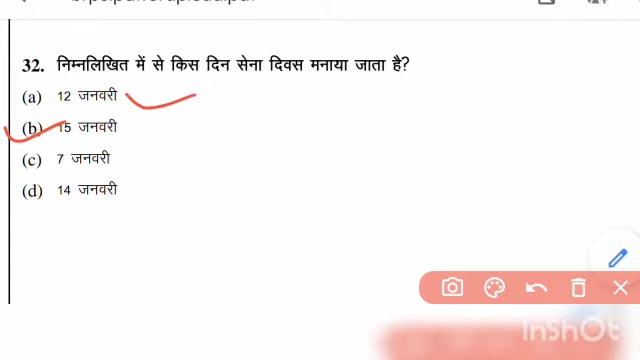 32. निम्नलिखित में से किस दिन सेना दिवस मनाया जाता है?
(a) 12 जनवरी
(b) 15 जनवरी
(c) 7 जनवरी
(d) 14 जनवरी
InshOt